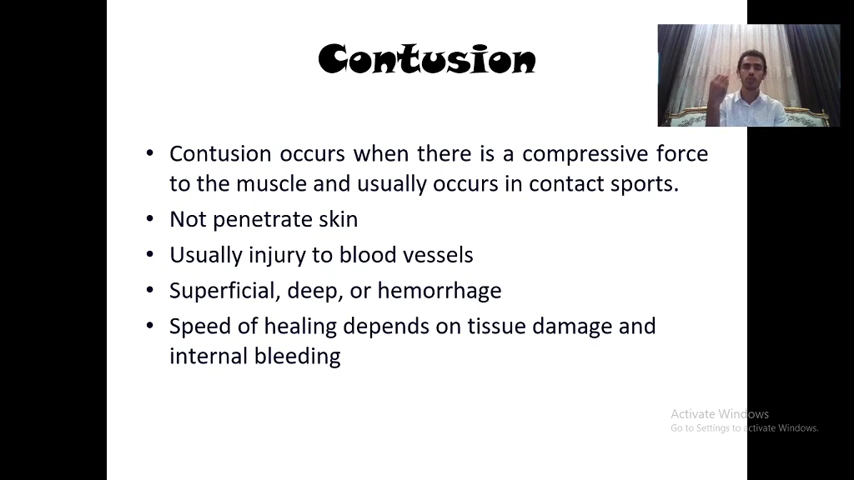 Contusion
• Contusion occurs when there is a compressive force
to the muscle and usually occurs in contact sports.
• Not penetrate skin
• Usually injury to blood vessels
• Superficial, deep, or hemorrhage
• Speed of healing depends on tissue damage and
internal bleeding
Activate Windows
Go to Settings to activate Windows.